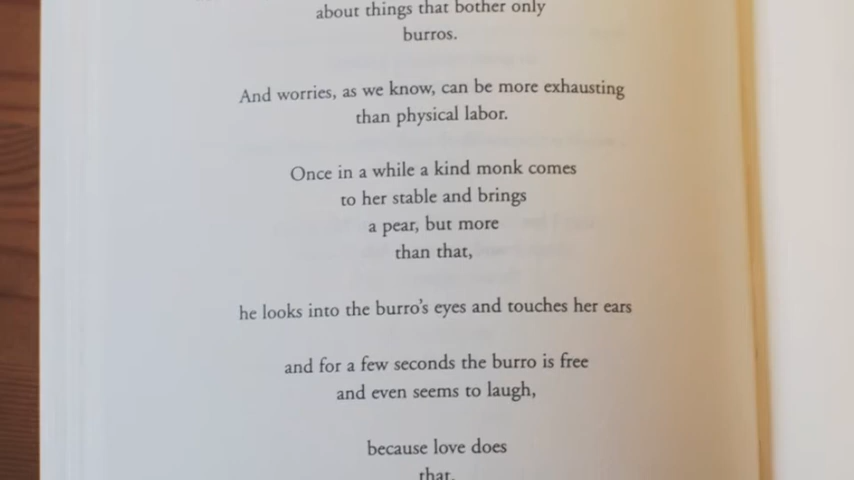 about things that bother only
burros.
And worries, as we know, can be more exhausting
than physical labor.
Once in a while a kind monk comes
to her stable and brings
a pear, but more
than that,
he looks into the burro's eyes and touches her ears
and for a few seconds the burro is free
and even seems to laugh,
because love does
that.